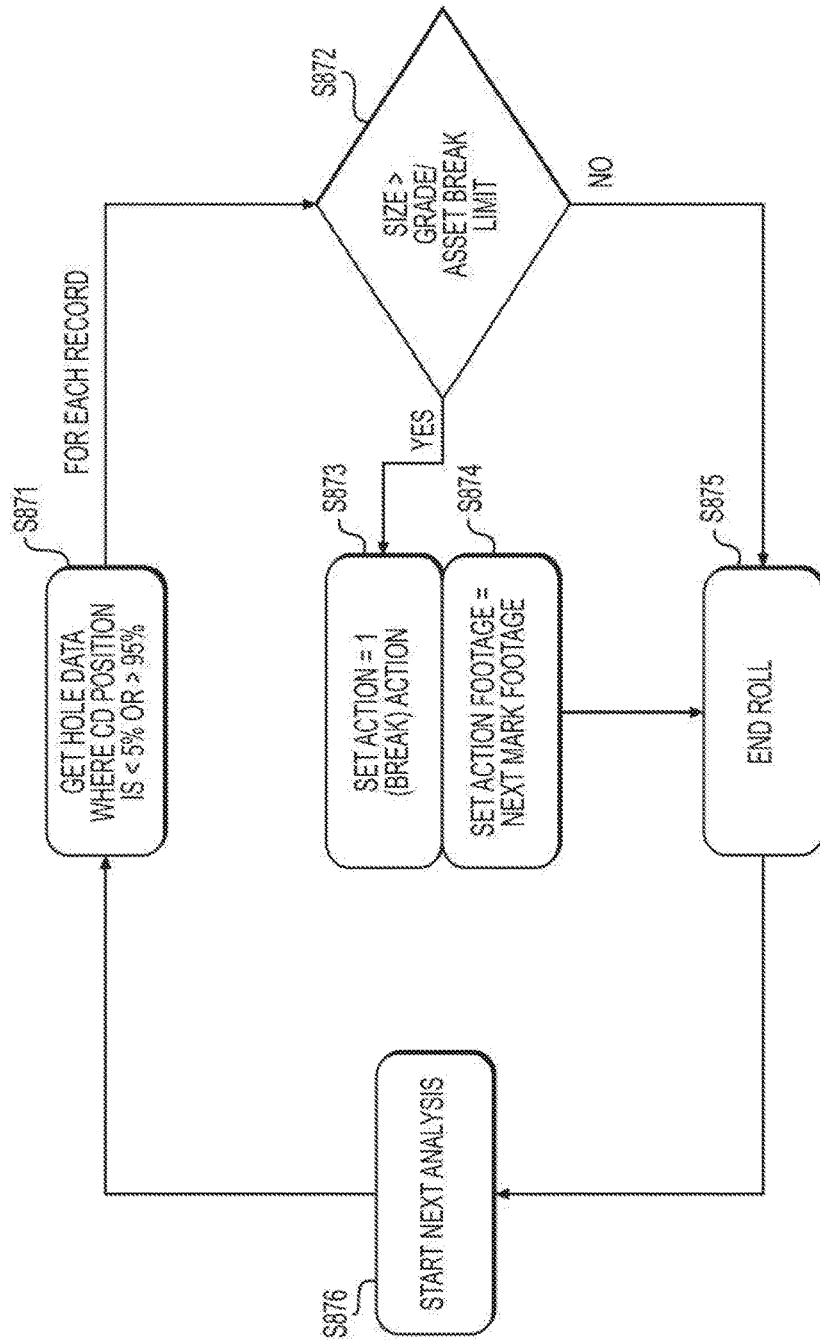 S871
GET HOLE DATA
WHERE CD POSITION
IS < 5% OR > 95%
FOR EACH RECORD
S872
SIZE >
GRADE/
ASSET BREAK
LIMIT
YES
NO
S873
SET ACTION = 1
(BREAK) ACTION
S874
SET ACTION FOOTAGE =
NEXT MARK FOOTAGE
S875
END ROLL
S876
START NEXT ANALYSIS